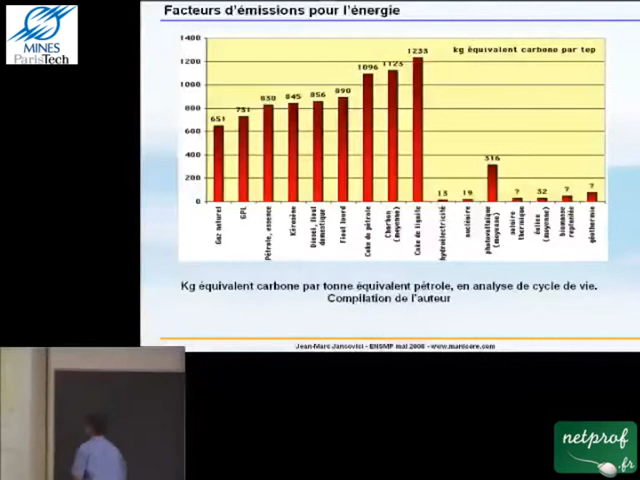 MINES
ParisTech
Facteurs d'émissions pour l'énergie
kg équivalent carbone par tep
1400
1200
1000
800
600
400
200
0
651
731
830
845
856
890
1096
1123
1233
13
19
316
?
32
?
?
Gaz naturel
GPL
Pétrole, essence
Kérosène
Diesel, fioul
domestique
Fioul lourd
Coke de pétrole
Charbon
(moyenne)
Coke de lignite
hydroélectricité
nucléaire
photovoltaïque
(moyenne)
solaire
thermique
éolien
(moyenne)
biomasse
replantée
géothermie
Kg équivalent carbone par tonne équivalent pétrole, en analyse de cycle de vie.
Compilation de l'auteur
Jean-Marc Jancovici - ENSMP mai 2008 - www.manicore.com
netprof
.fr